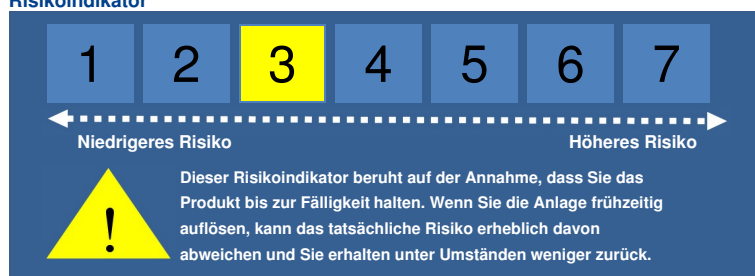 Risikoindikator
1 2 3 4 5 6 7
Niedrigeres Risiko Höheres Risiko
Dieser Risikoindikator beruht auf der Annahme, dass Sie das
Produkt bis zur Fälligkeit halten. Wenn Sie die Anlage frühzeitig
auflösen, kann das tatsächliche Risiko erheblich davon
abweichen und Sie erhalten unter Umständen weniger zurück.
!